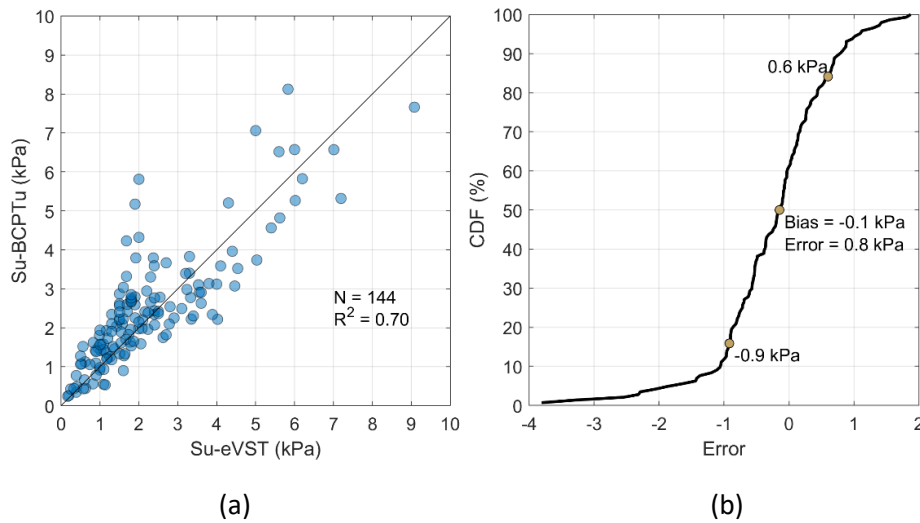 10
9
8
7
6
5
4
3
2
1
0
Su-BCPTu (kPa)
N = 144
R² = 0.70
0 1 2 3 4 5 6 7 8 9 10
Su-eVST (kPa)
(a)
100
90
80
70
60
50
40
30
20
10
0
CDF (%)
0.6 kPa
Bias = -0.1 kPa
Error = 0.8 kPa
-0.9 kPa
-4 -3 -2 -1 0 1 2
Error
(b)